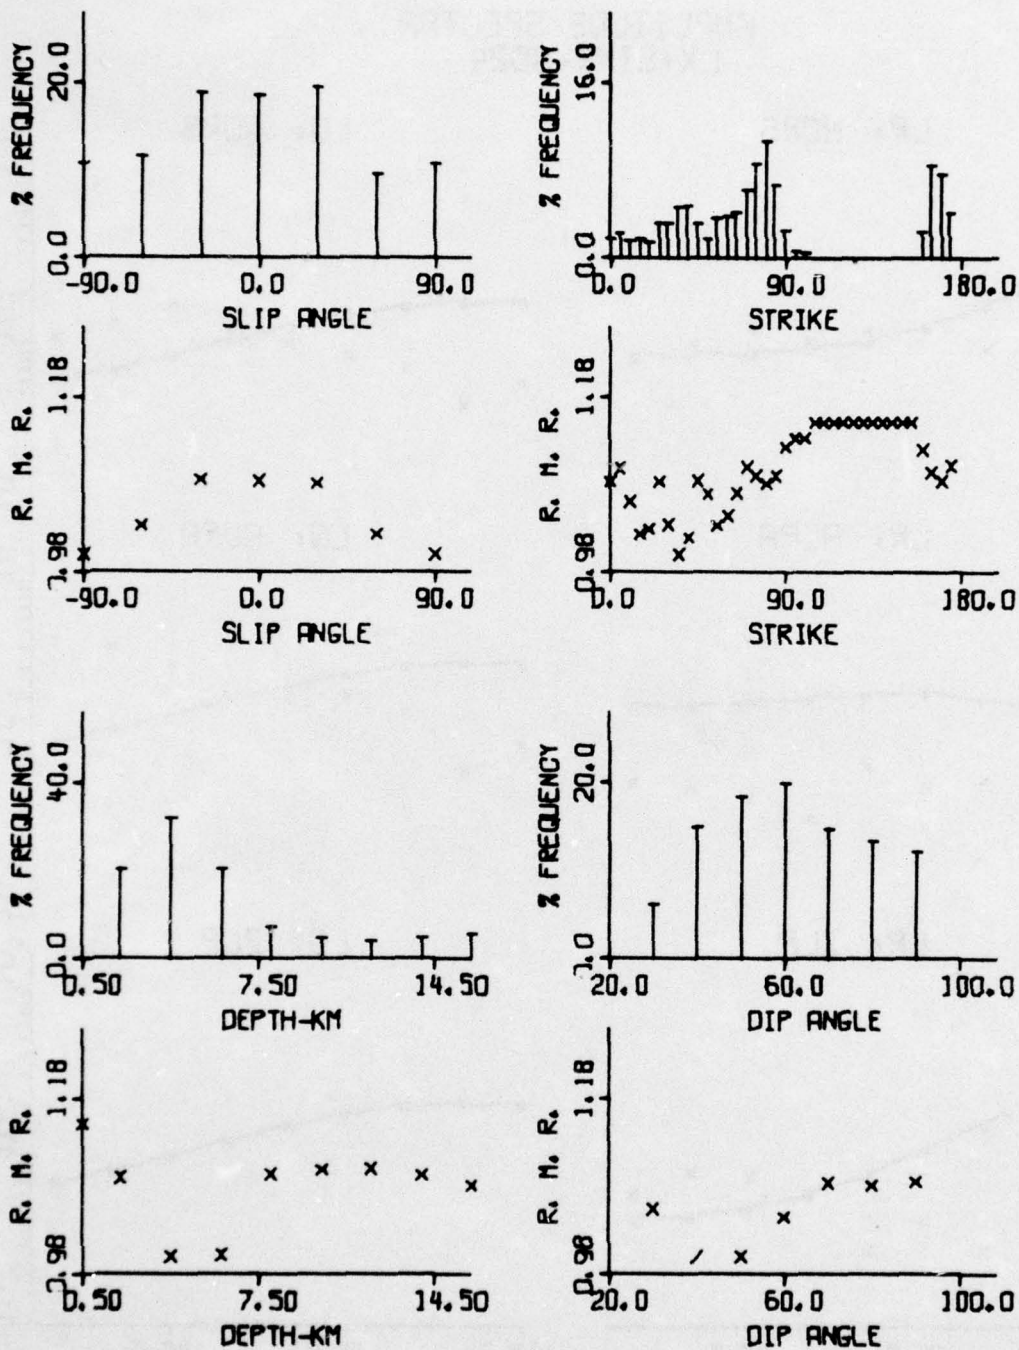 % FREQUENCY
20.0
0.0
-90.0 0.0 90.0
SLIP ANGLE
% FREQUENCY
16.0
0.0
0.0 90.0 180.0
STRIKE
R. M. R.
1.18
0.98
-90.0 0.0 90.0
SLIP ANGLE
R. M. R.
1.18
0.98
0.0 90.0 180.0
STRIKE
% FREQUENCY
40.0
0.0
0.50 7.50 14.50
DEPTH-KM
% FREQUENCY
20.0
0.0
20.0 60.0 100.0
DIP ANGLE
R. M. R.
1.18
0.98
0.50 7.50 14.50
DEPTH-KM
R. M. R.
1.18
0.98
20.0 60.0 100.0
DIP ANGLE